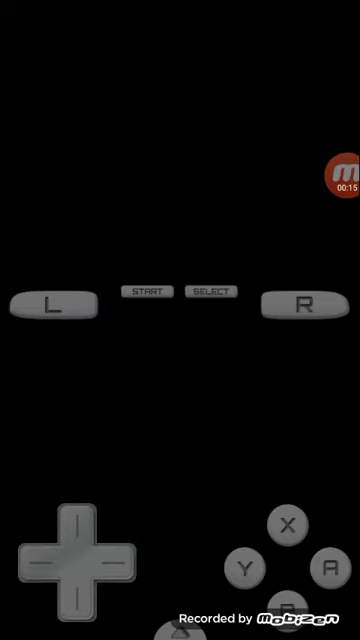 m
00:15
START SELECT
L R
X
Y A
B
Recorded by Mobizen